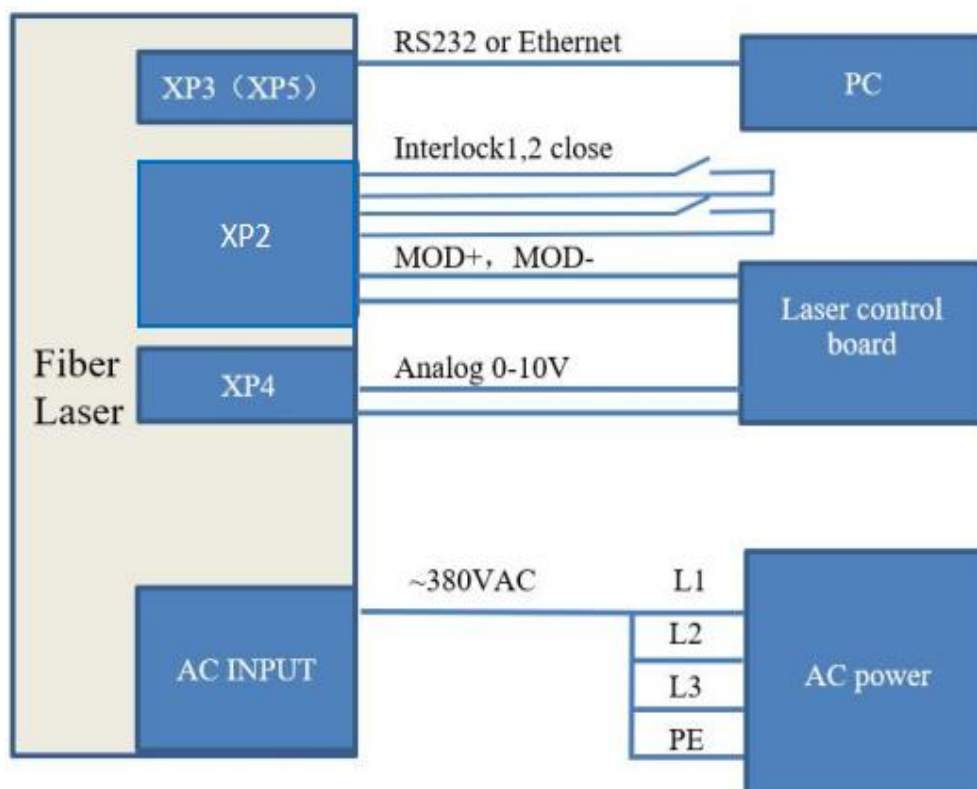 RS232 or Ethernet
XP3（XP5）
PC
Interlock1,2 close
XP2
MOD+， MOD-
Laser control
board
Fiber
Laser
XP4
Analog 0-10V
~380VAC
L1
L2
AC INPUT
L3
AC power
PE